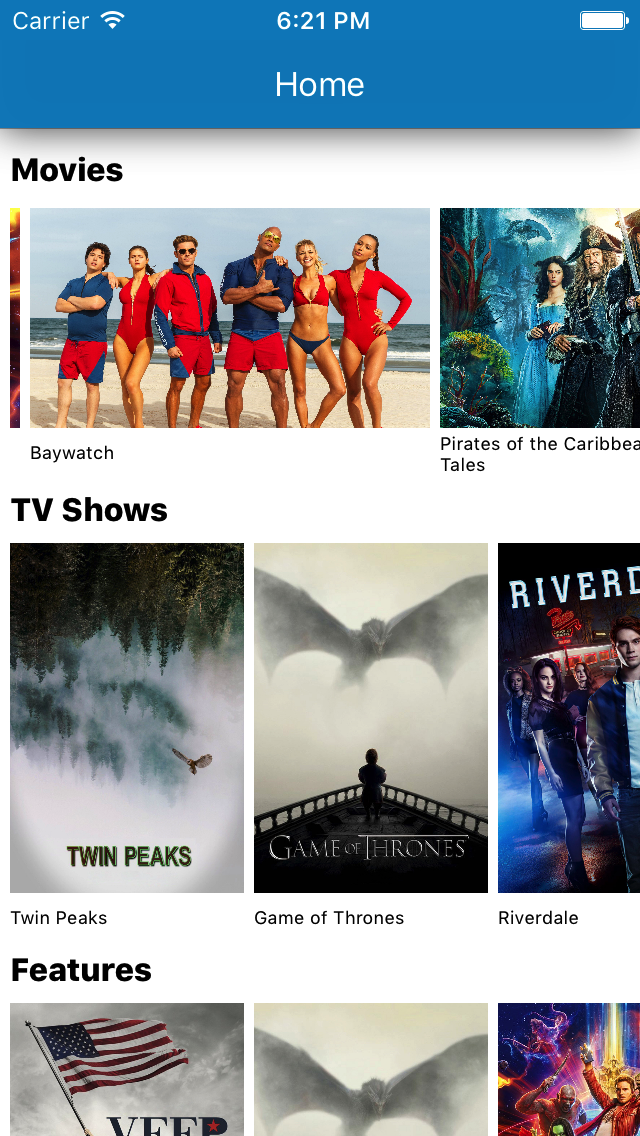 Carrier 6:21 PM
Home
Movies
Baywatch
Pirates of the Caribbea
Tales
TV Shows
TWIN PEAKS
GAME OF THRONES
RIVERD
Twin Peaks
Game of Thrones
Riverdale
Features
VEEP